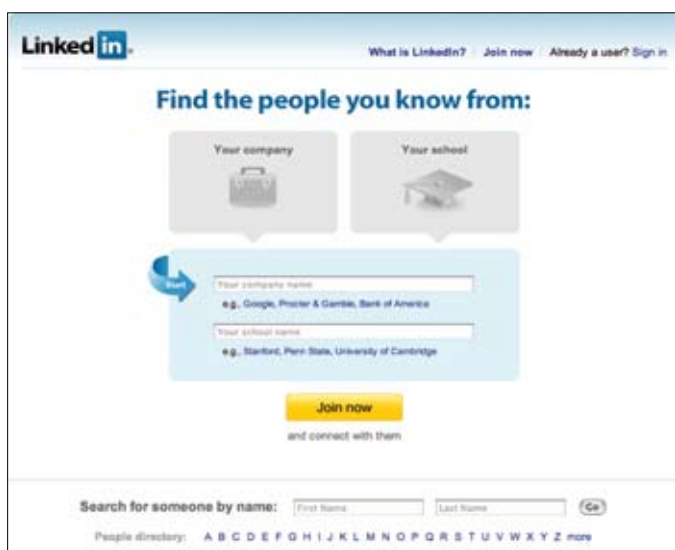 Linked in
What is LinkedIn? Join now Already a user? Sign in
Find the people you know from:
Your company Your school
Start
Your company name
e.g., Google, Procter & Gamble, Bank of America
Your school name
e.g., Stanford, Penn State, University of Cambridge
Join now
and connect with them
Search for someone by name: First Name Last Name Go
People directory: A B C D E F G H I J K L M N O P Q R S T U V W X Y Z more